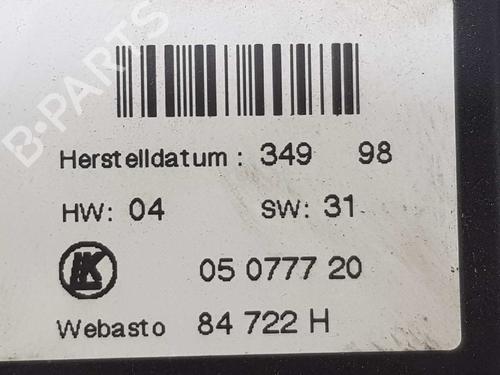 B-PARTS
Herstelldatum : 349 98
HW: 04 SW: 31
05 0777 20
Webasto 84 722 H